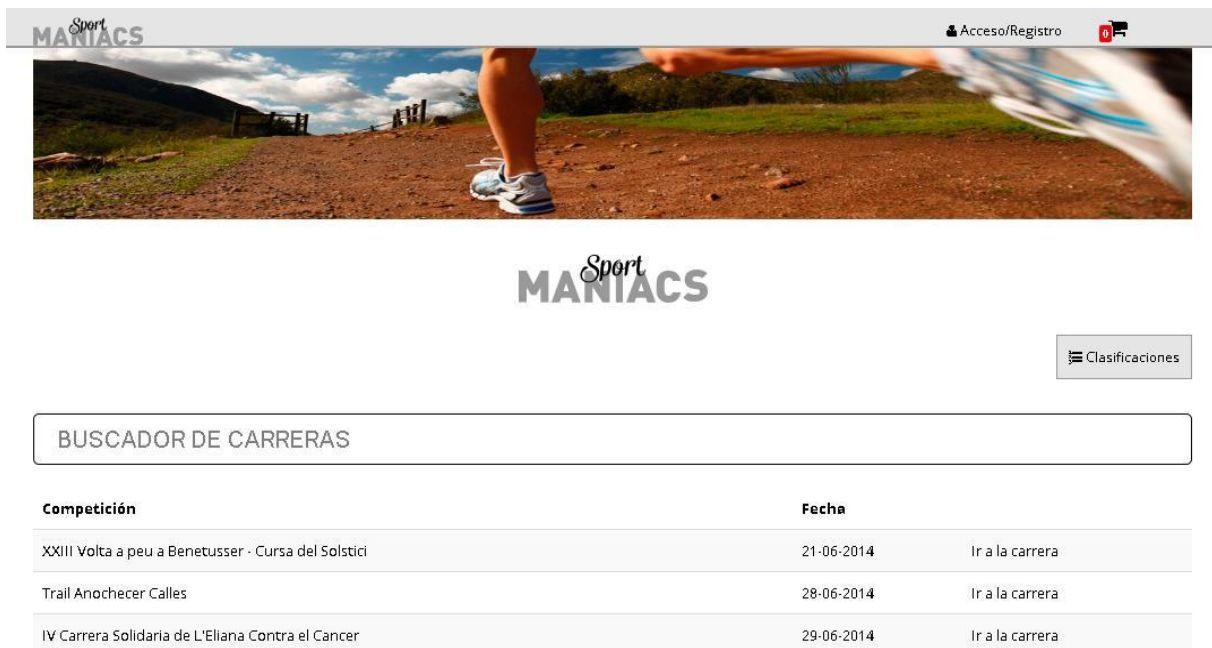 Sport
MANIACS
Acceso/Registro
0
Sport
MANIACS
Clasificaciones
BUSCADOR DE CARRERAS
Competición Fecha
XXIII Volta a peu a Benetusser - Cursa del Solstici 21-06-2014 Ir a la carrera
Trail Anochecer Calles 28-06-2014 Ir a la carrera
IV Carrera Solidaria de L'Eliana Contra el Cancer 29-06-2014 Ir a la carrera